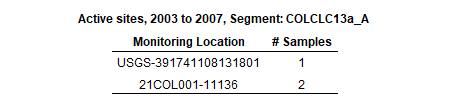 Active sites, 2003 to 2007, Segment: COLCLC13a_A
Monitoring Location # Samples
USGS-391741108131801 1
21COL001-11136 2